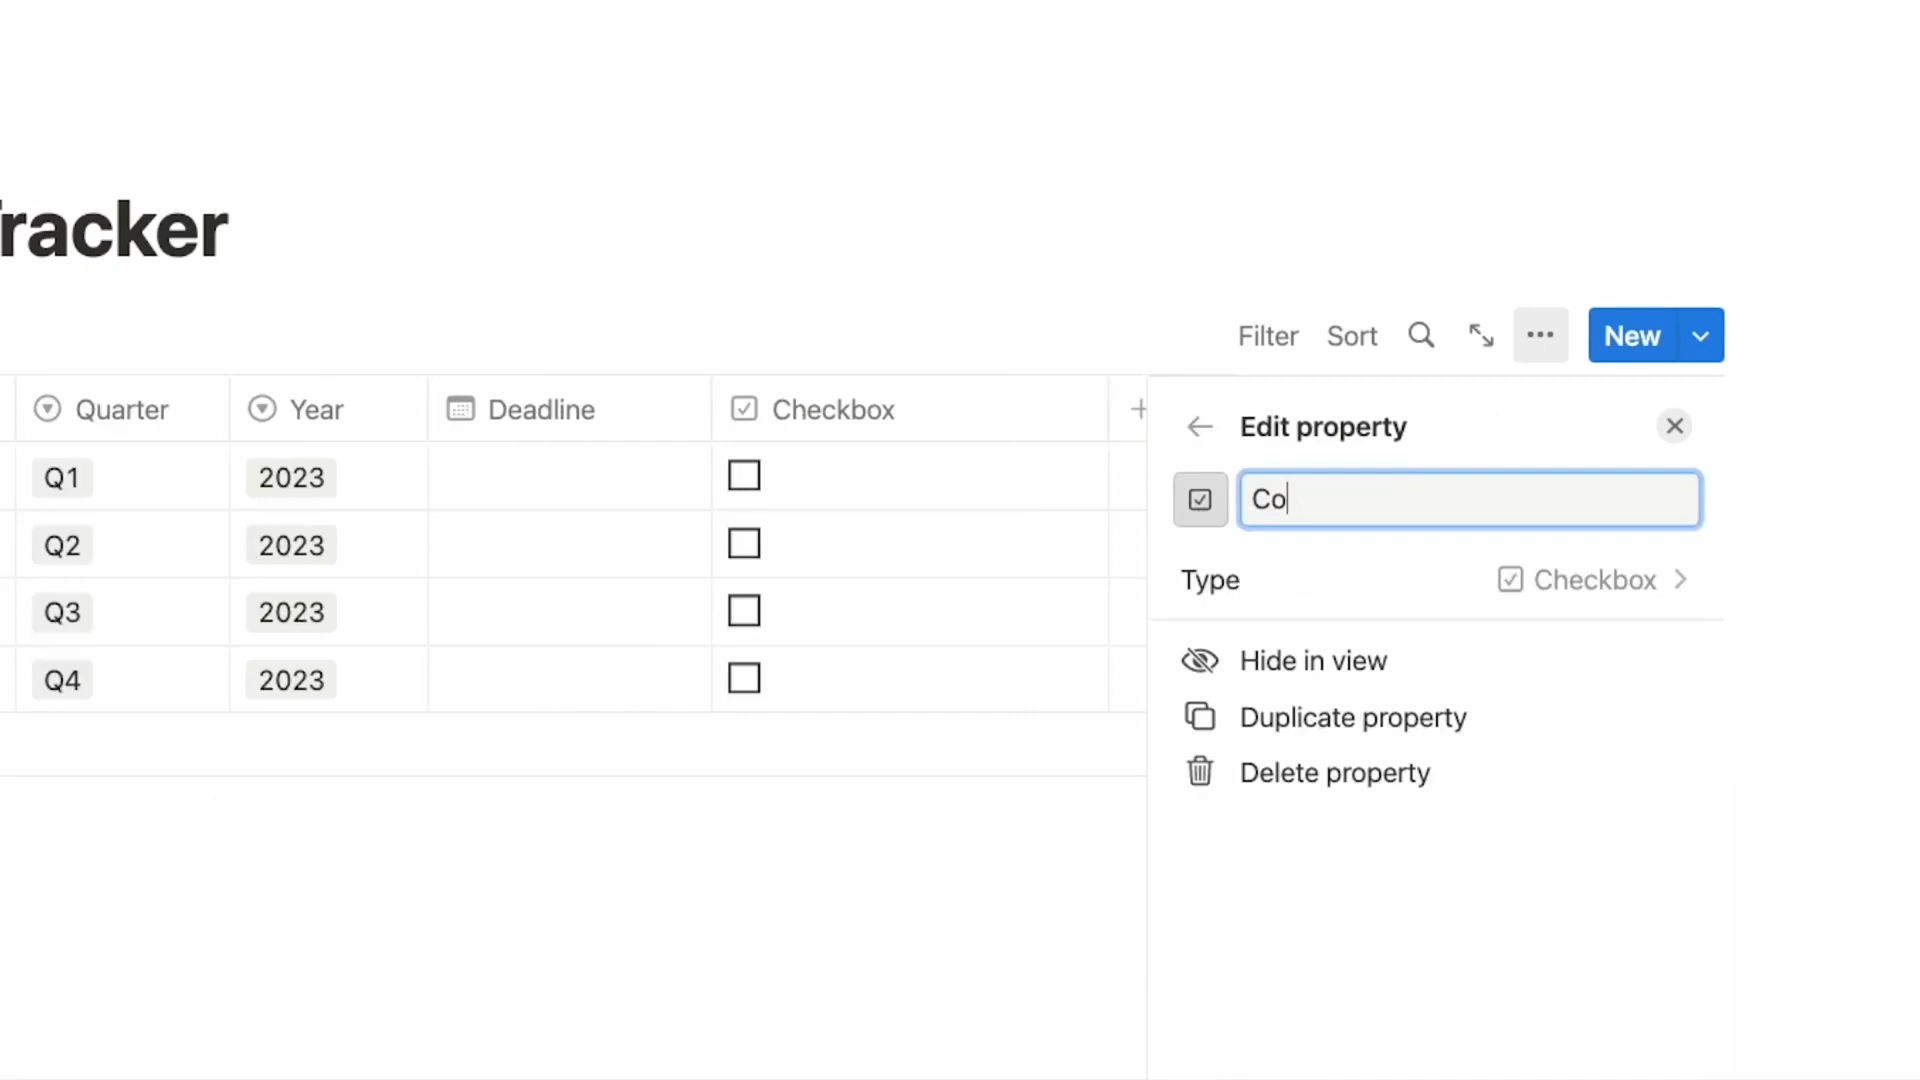 racker
Filter Sort New
Quarter Year Deadline Checkbox
Edit property
Q1 2023
Co
Q2 2023
Type Checkbox
Q3 2023
Hide in view
Q4 2023
Duplicate property
Delete property